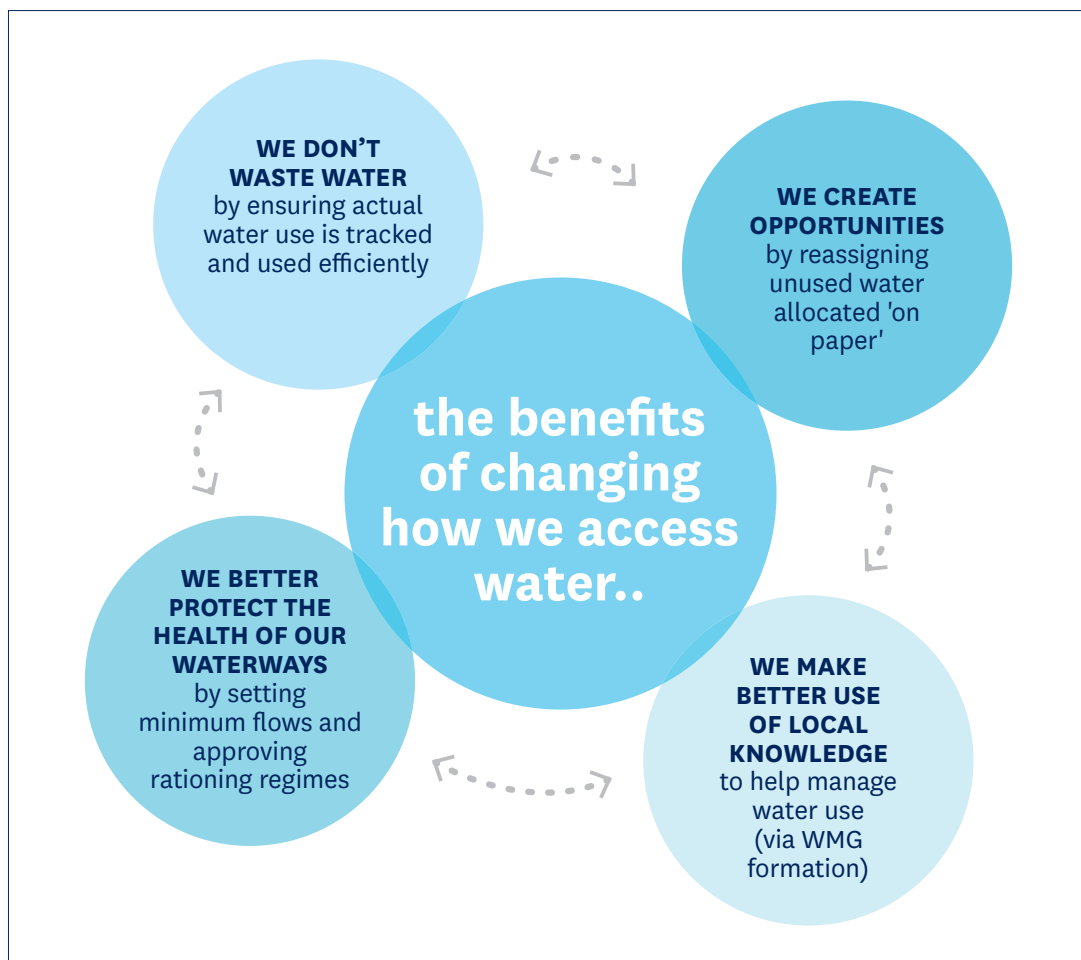 WE DON’T
WASTE WATER
by ensuring actual
water use is tracked
and used efficiently
WE CREATE
OPPORTUNITIES
by reassigning
unused water
allocated 'on
paper'
the benefits
of changing
how we access
water..
WE BETTER
PROTECT THE
HEALTH OF OUR
WATERWAYS
by setting
minimum flows and
approving
rationing regimes
WE MAKE
BETTER USE
OF LOCAL
KNOWLEDGE
to help manage
water use
(via WMG
formation)